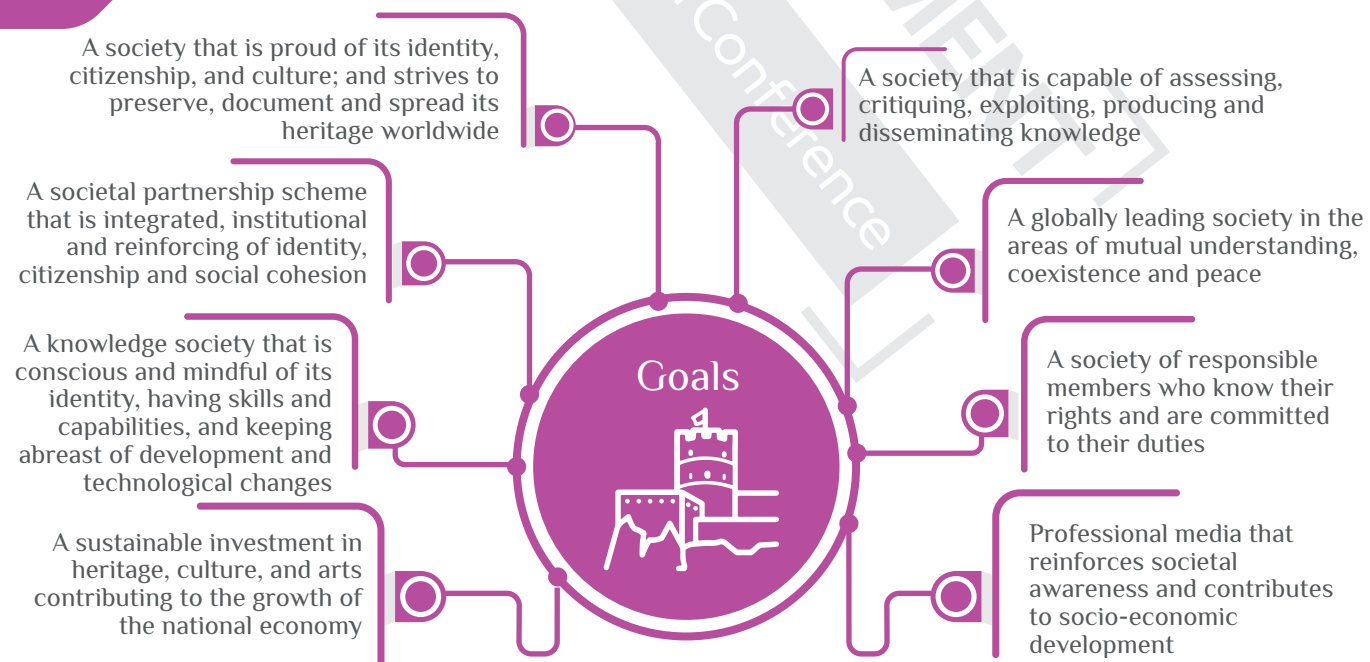 A society that is proud of its identity,
citizenship, and culture; and strives to
preserve, document and spread its
heritage worldwide
A societal partnership scheme
that is integrated, institutional
and reinforcing of identity,
citizenship and social cohesion
A knowledge society that is
conscious and mindful of its
identity, having skills and
capabilities, and keeping
abreast of development and
technological changes
A sustainable investment in
heritage, culture, and arts
contributing to the growth of
the national economy
Goals
A society that is capable of assessing,
critiquing, exploiting, producing and
disseminating knowledge
A globally leading society in the
areas of mutual understanding,
coexistence and peace
A society of responsible
members who know their
rights and are committed
to their duties
Professional media that
reinforces societal
awareness and contributes
to socio-economic
development
MENT
Conference